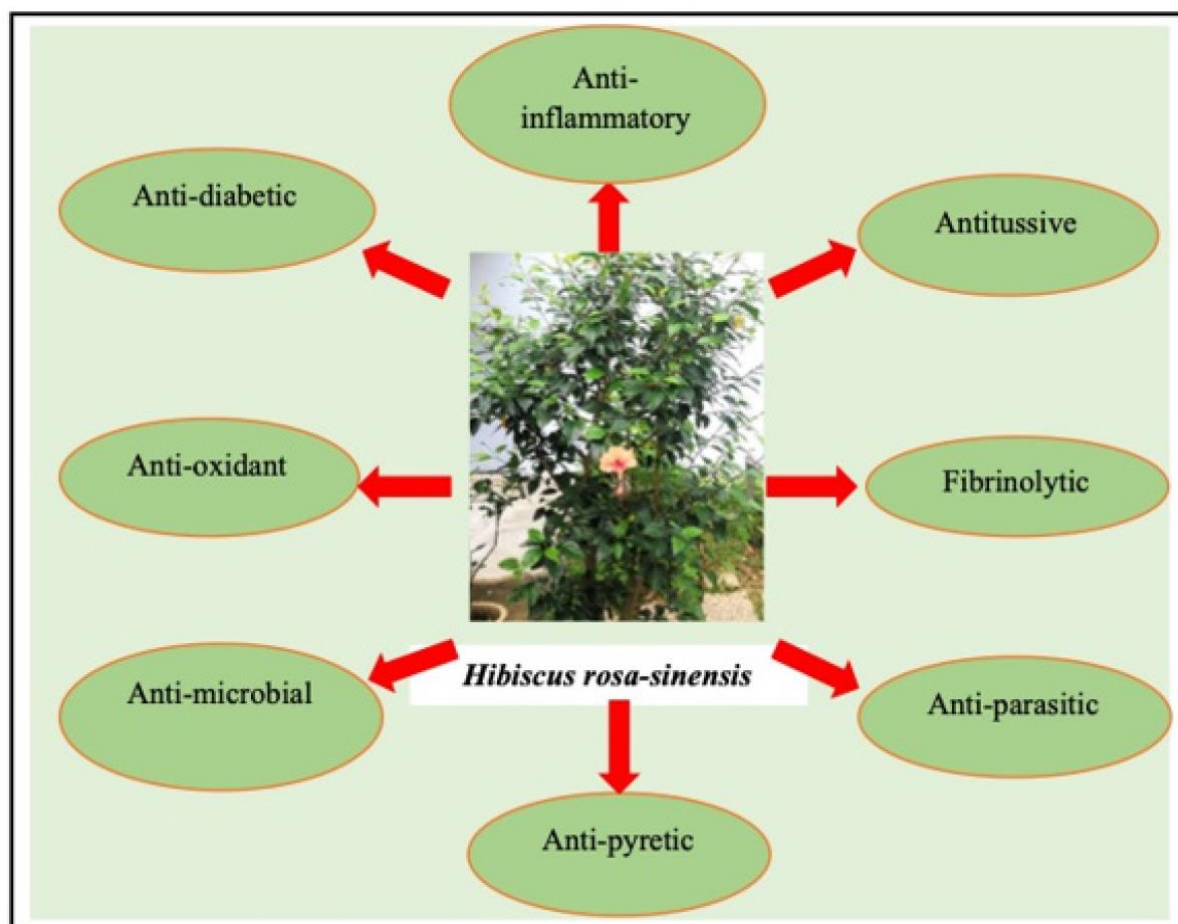 Anti-
inflammatory
Anti-diabetic
Antitussive
Anti-oxidant
Fibrinolytic
Hibiscus rosa-sinensis
Anti-microbial
Anti-parasitic
Anti-pyretic